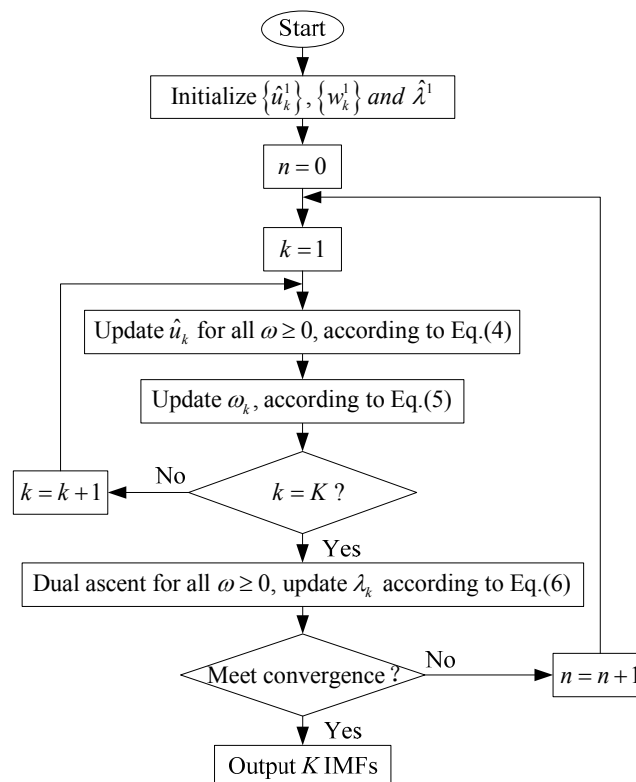 Start
Initialize {û_k^1}, {w_k^1} and λ̂^1
n = 0
k = 1
Update û_k for all ω ≥ 0, according to Eq.(4)
Update ω_k, according to Eq.(5)
No
k = k + 1
k = K ?
Yes
Dual ascent for all ω ≥ 0, update λ_k according to Eq.(6)
Meet convergence ?
No
n = n + 1
Yes
Output K IMFs